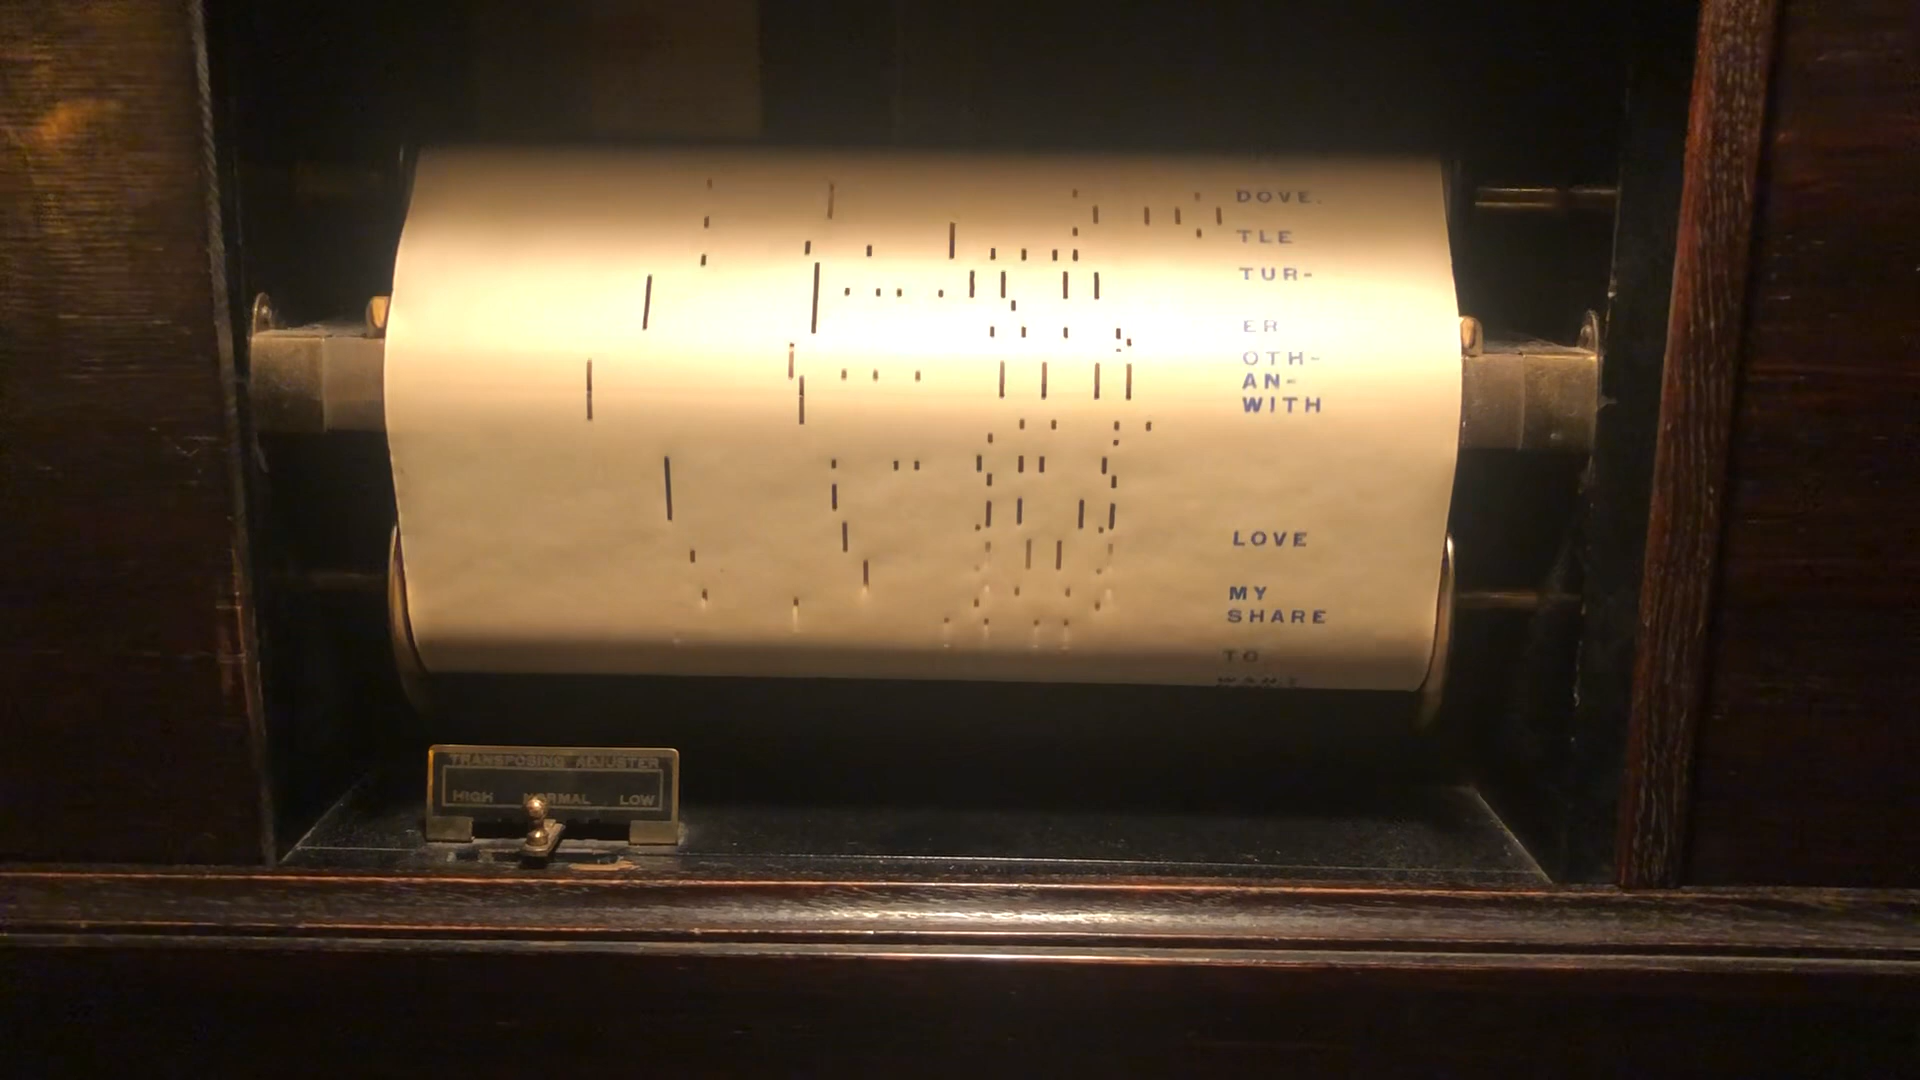 DOVE.
TLE
TUR-
ER
OTH-
AN-
WITH
LOVE
MY
SHARE
TO
TRANSPOSING ADJUSTER
HIGH NORMAL LOW